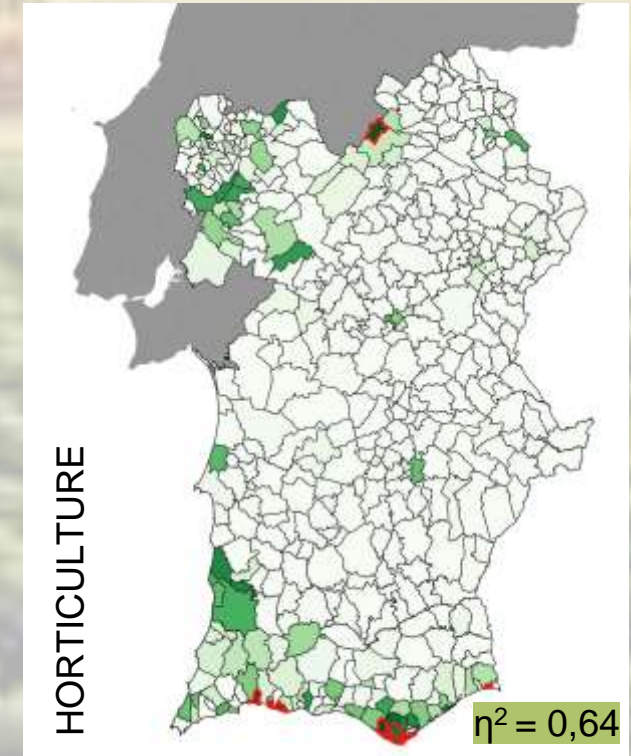 HORTICULTURE
η² = 0,64